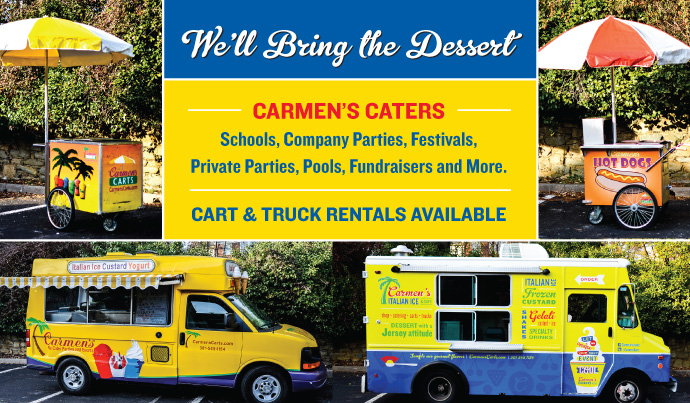 We'll Bring the Dessert
CARMEN'S CATERS
Schools, Company Parties, Festivals,
Private Parties, Pools, Fundraisers and More.
CART & TRUCK RENTALS AVAILABLE
Carmen's
CARTS
HOT DOGS
Italian Ice Custard Yogurt
Carmen's
CarmensCarts.com
Carmen's
ITALIAN ICE
DESSERT with a
Jersey attitude
ITALIAN ICE
Frozen
CUSTARD
SHAKES
Gelati
SPECIALTY
ORDER
EVENT